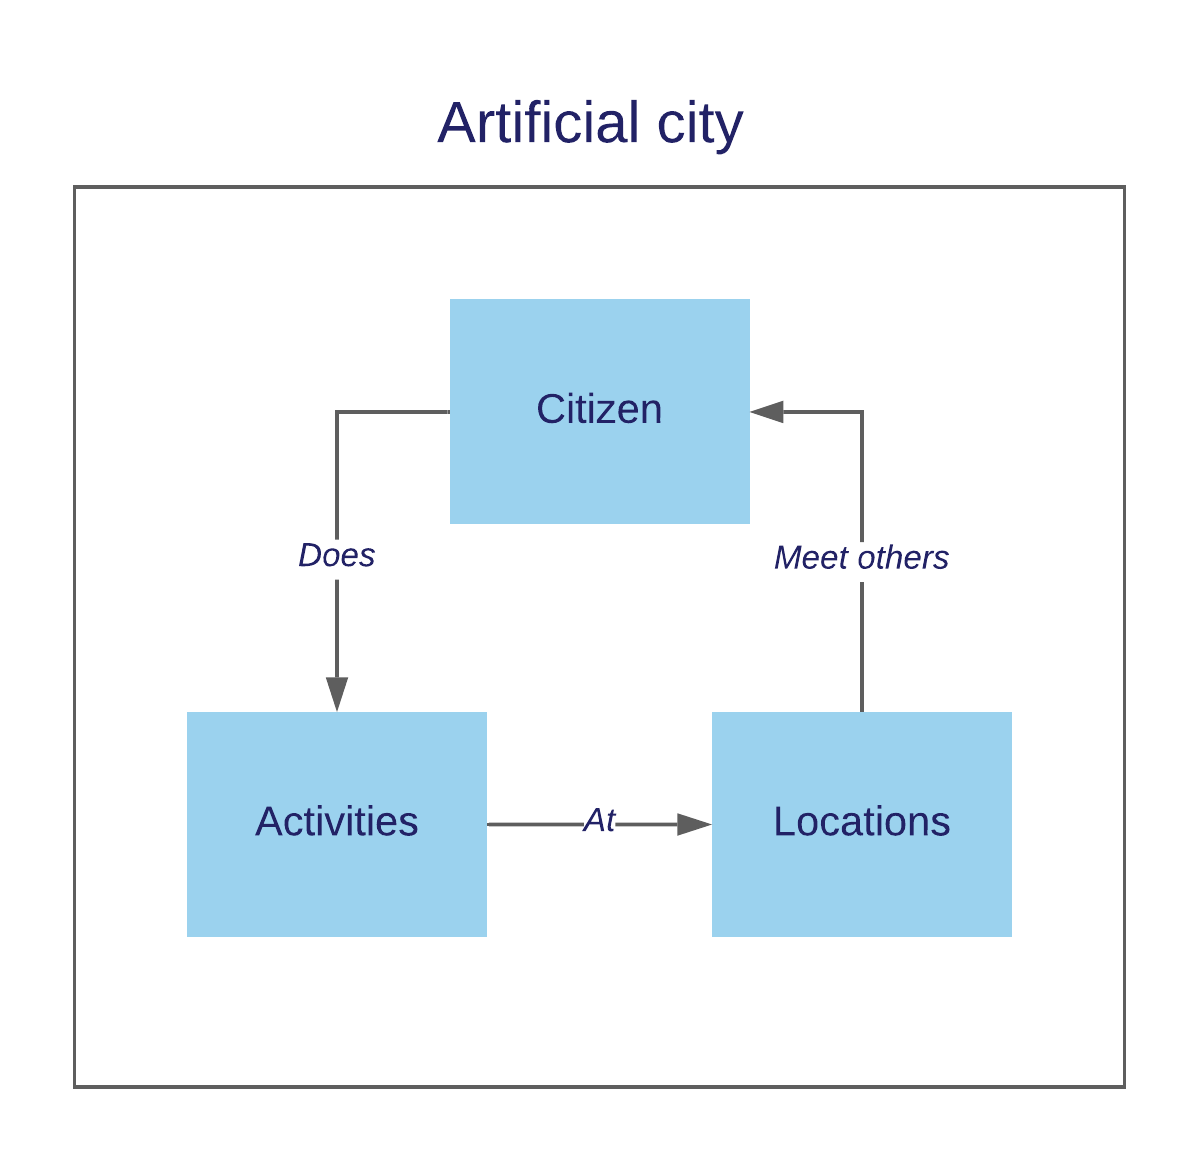 Artificial city
Citizen
Does
Meet others
Activities
At
Locations